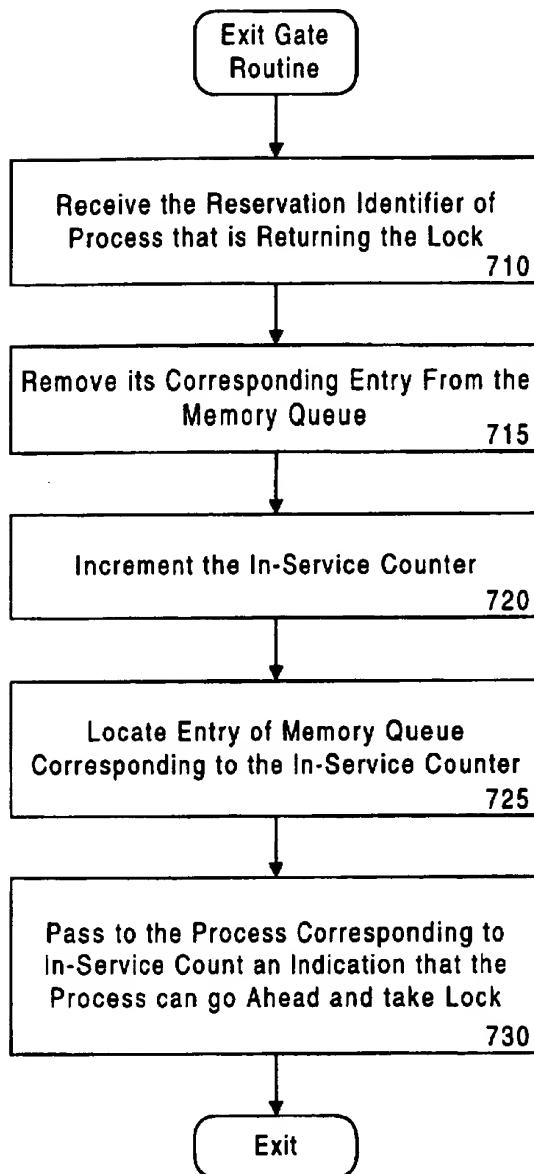 Exit Gate
Routine
Receive the Reservation Identifier of
Process that is Returning the Lock
710
Remove its Corresponding Entry From the
Memory Queue
715
Increment the In-Service Counter
720
Locate Entry of Memory Queue
Corresponding to the In-Service Counter
725
Pass to the Process Corresponding to
In-Service Count an Indication that the
Process can go Ahead and take Lock
730
Exit